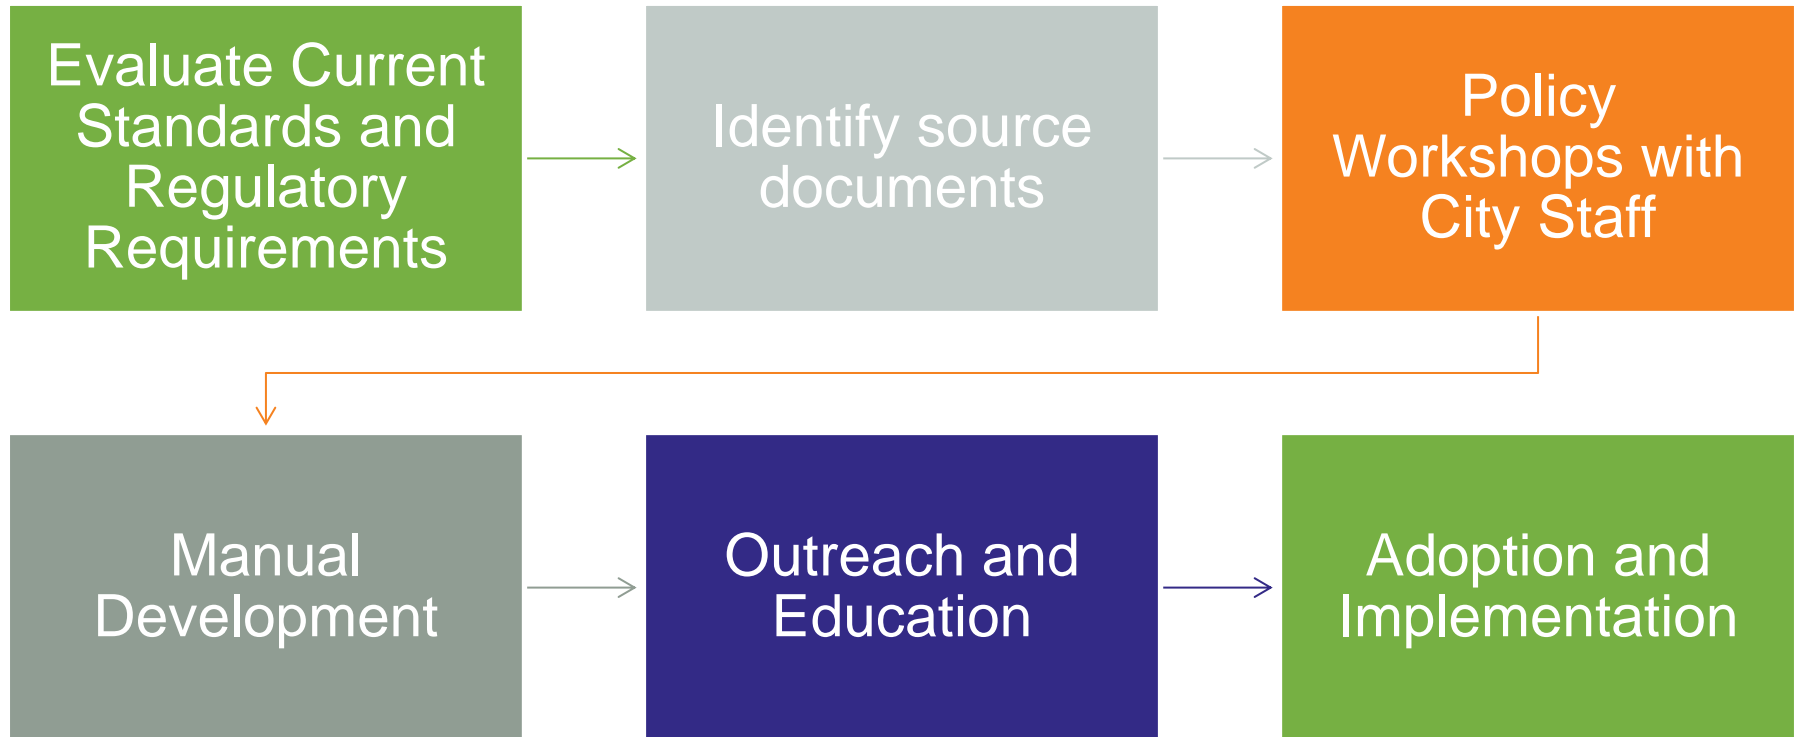 Evaluate Current
Standards and
Regulatory
Requirements
Identify source
documents
Policy
Workshops with
City Staff
Manual
Development
Outreach and
Education
Adoption and
Implementation